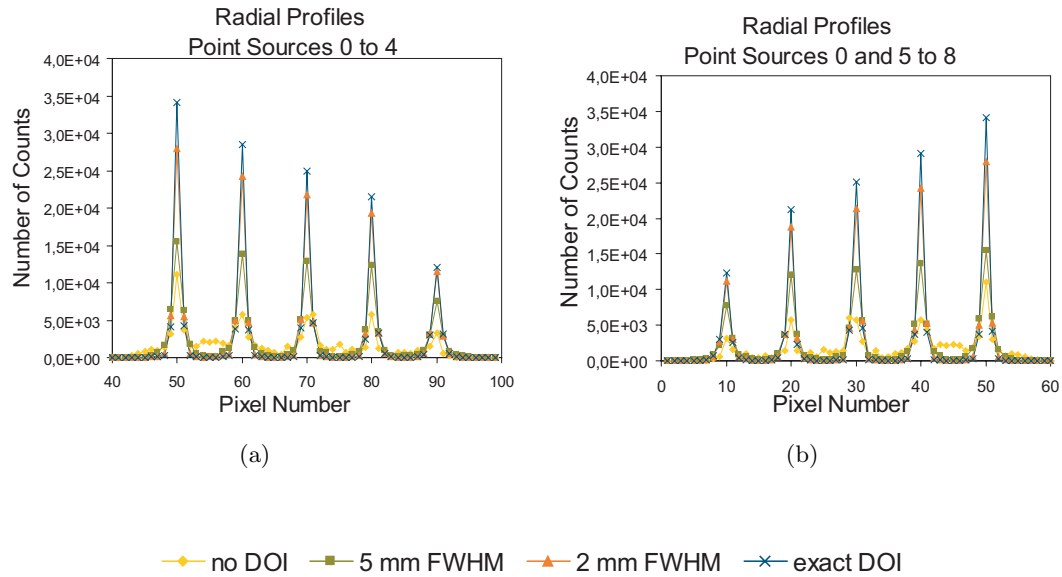 Radial Profiles
Point Sources 0 to 4
4,0E+04
3,5E+04
3,0E+04
2,5E+04
2,0E+04
1,5E+04
1,0E+04
5,0E+03
0,0E+00
Number of Counts
40 50 60 70 80 90 100
Pixel Number
(a)
Radial Profiles
Point Sources 0 and 5 to 8
4,0E+04
3,5E+04
3,0E+04
2,5E+04
2,0E+04
1,5E+04
1,0E+04
5,0E+03
0,0E+00
Number of Counts
0 10 20 30 40 50 60
Pixel Number
(b)
no DOI 5 mm FWHM 2 mm FWHM exact DOI